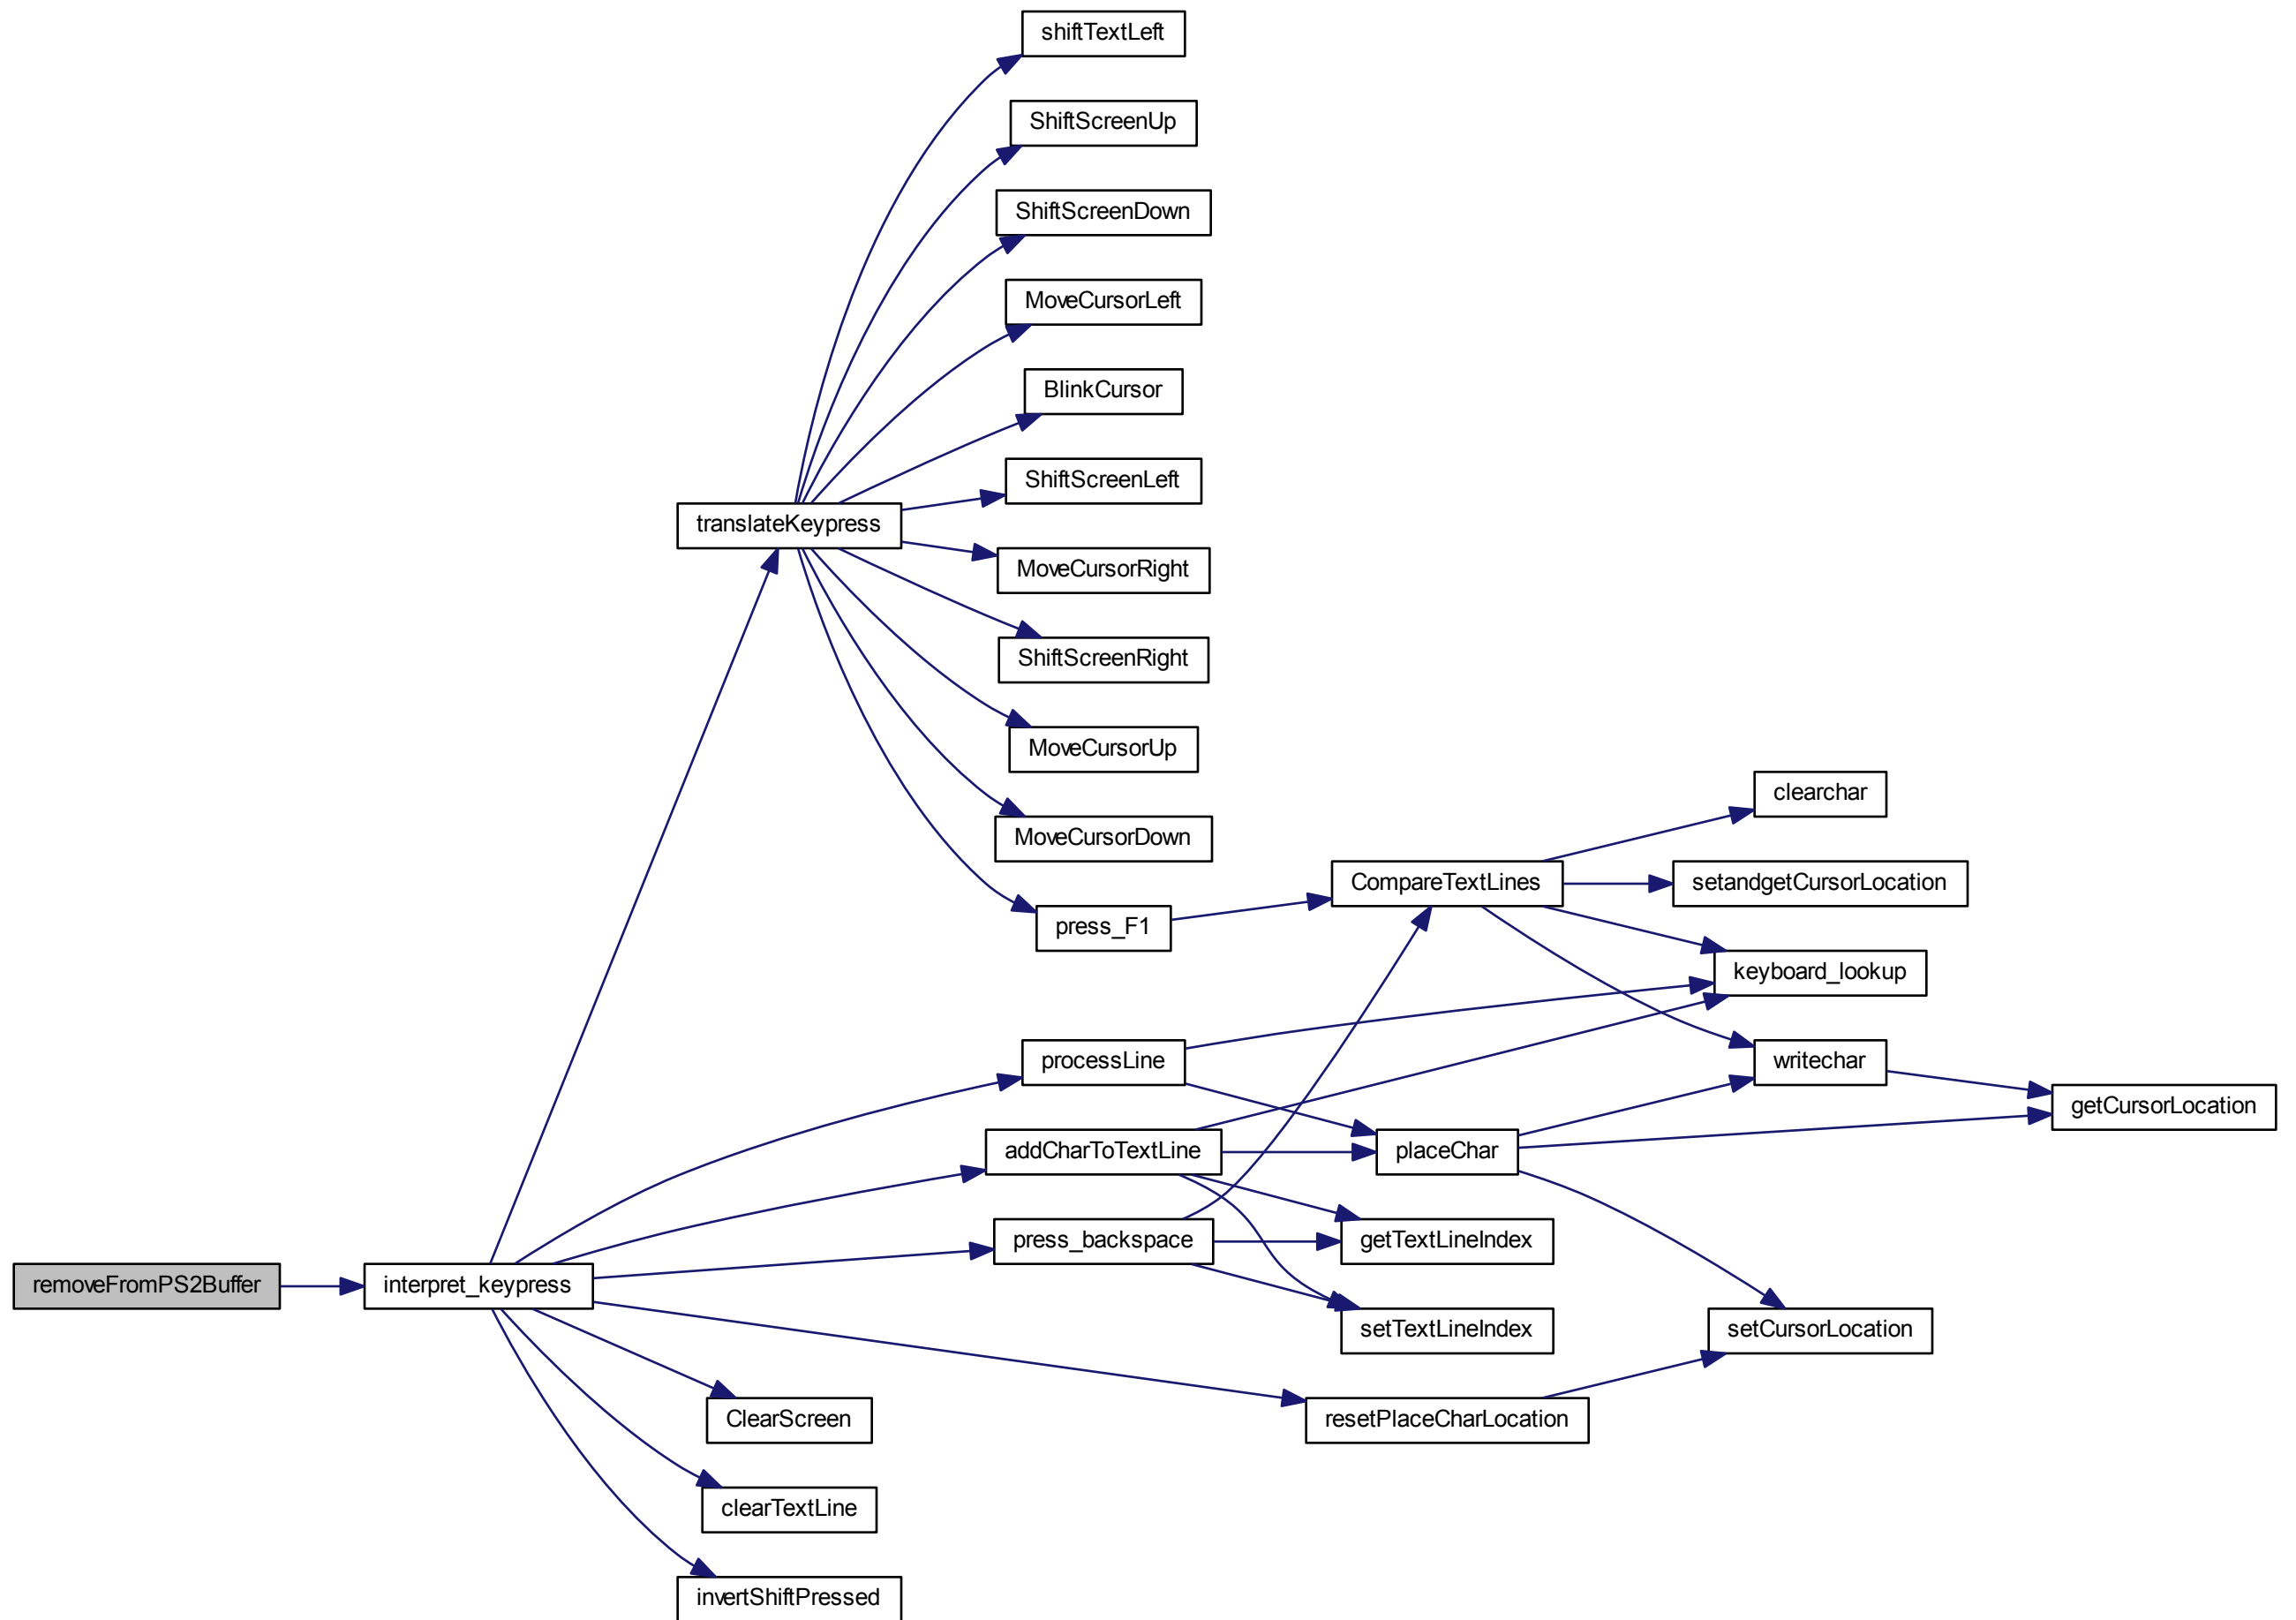 shiftTextLeft
ShiftScreenUp
ShiftScreenDown
MoveCursorLeft
BlinkCursor
ShiftScreenLeft
translateKeypress
MoveCursorRight
ShiftScreenRight
MoveCursorUp
clearchar
MoveCursorDown
CompareTextLines
setandgetCursorLocation
press_F1
keyboard_lookup
processLine
writechar
getCursorLocation
addCharToTextLine
placeChar
press_backspace
getTextLineIndex
removeFromPS2Buffer
interpret_keypress
setTextLineIndex
setCursorLocation
ClearScreen
resetPlaceCharLocation
clearTextLine
invertShiftPressed